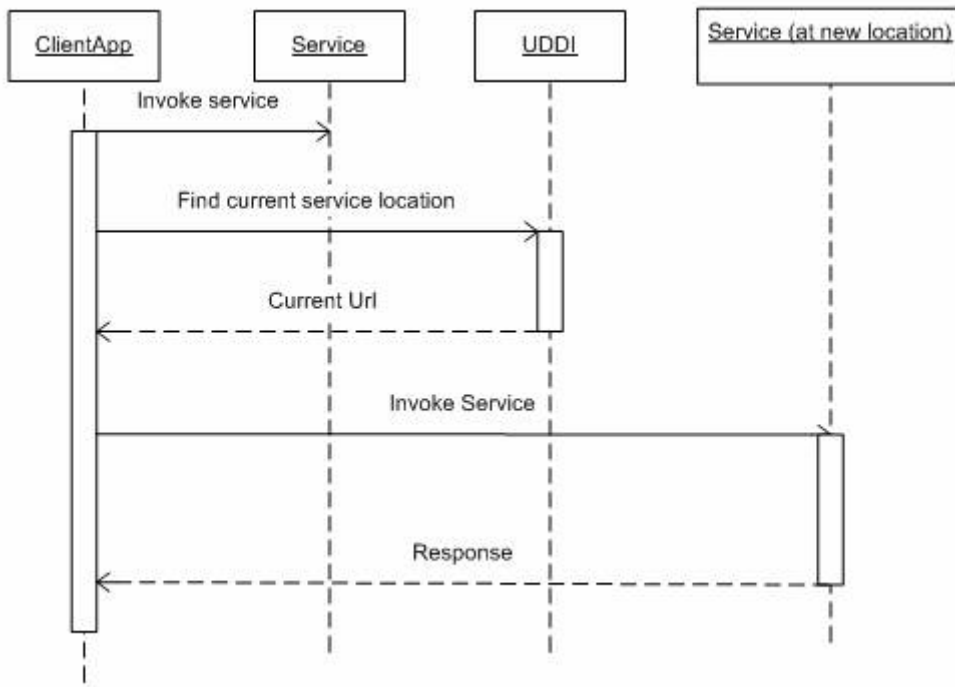 ClientApp
Service
UDDI
Service (at new location)
Invoke service
Find current service location
Current Url
Invoke Service
Response